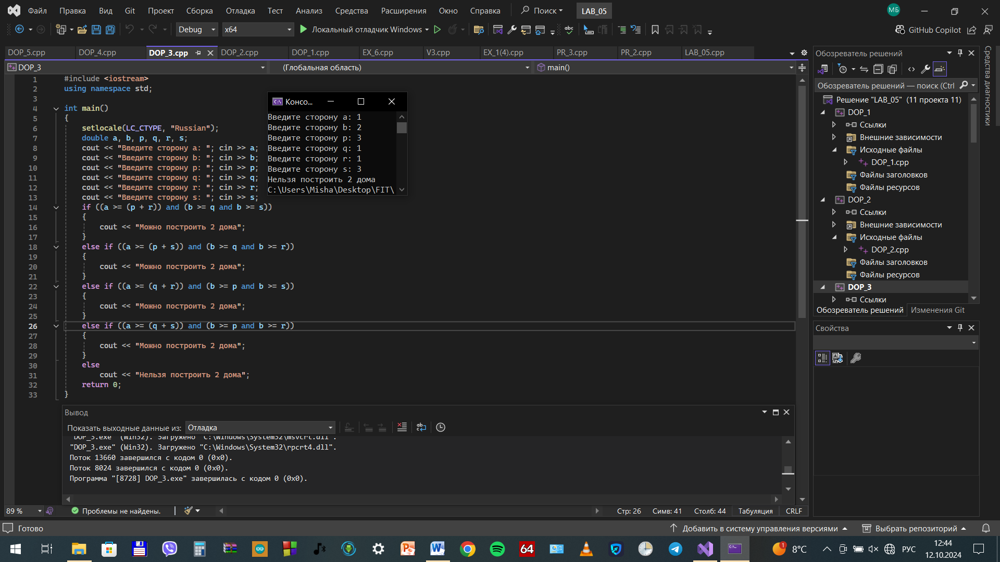 Файл Правка Вид Git Проект Сборка Отладка Тест Анализ Средства Расширения Окно Справка Поиск LAB_05 МБ
Debug x64 Локальный отладчик Windows GitHub Copilot
DOP_5.cpp DOP_4.cpp DOP_3.cpp DOP_2.cpp DOP_1.cpp EX_6.cpp V3.cpp EX_1(4).cpp PR_3.cpp PR_2.cpp LAB_05.cpp
DOP_3 (Глобальная область) main()
1 #include <iostream>
2 using namespace std;
3
4 int main()
5 {
6 setlocale(LC_CTYPE, "Russian");
7 double a, b, p, q, r, s;
8 cout << "Введите сторону a: "; cin >> a;
9 cout << "Введите сторону b: "; cin >> b;
10 cout << "Введите сторону p: "; cin >> p;
11 cout << "Введите сторону q: "; cin >> q;
12 cout << "Введите сторону r: "; cin >> r;
13 cout << "Введите сторону s: "; cin >> s;
14 if ((a >= (p + r)) and (b >= q and b >= s))
15 {
16 cout << "Можно построить 2 дома";
17 }
18 else if ((a >= (p + s)) and (b >= q and b >= r))
19 {
20 cout << "Можно построить 2 дома";
21 }
22 else if ((a >= (q + r)) and (b >= p and b >= s))
23 {
24 cout << "Можно построить 2 дома";
25 }
26 else if ((a >= (q + s)) and (b >= p and b >= r))
27 {
28 cout << "Можно построить 2 дома";
29 }
30 else
31 cout << "Нельзя построить 2 дома";
32 return 0;
33 }
Консо...
Введите сторону a: 1
Введите сторону b: 2
Введите сторону p: 3
Введите сторону q: 1
Введите сторону r: 1
Введите сторону s: 3
Нельзя построить 2 дома
C:\Users\Misha\Desktop\FIT\
Вывод
Показать выходные данные из: Отладка
"DOP_3.exe" (Win32). Загружено "C:\Windows\System32\msvcrt.dll".
"DOP_3.exe" (Win32). Загружено "C:\Windows\System32\rpcrt4.dll".
Поток 13660 завершился с кодом 0 (0x0).
Поток 8024 завершился с кодом 0 (0x0).
Программа "[8728] DOP_3.exe" завершилась с кодом 0 (0x0).
89 % Проблемы не найдены. Стр: 26 Симв: 41 Столб: 44 Табуляция CRLF
Обозреватель решений
Обозреватель решений — поиск (Ctrl
Решение "LAB_05" (11 проекта 11)
DOP_1
Ссылки
Внешние зависимости
Исходные файлы
DOP_1.cpp
Файлы заголовков
Файлы ресурсов
DOP_2
Ссылки
Внешние зависимости
Исходные файлы
DOP_2.cpp
Файлы заголовков
Файлы ресурсов
DOP_3
Ссылки
Обозреватель решений Изменения Git
Свойства
Средства диагностики
Готово Добавить в систему управления версиями Выбрать репозиторий
64 1 8°C РУС 12:44
12.10.2024